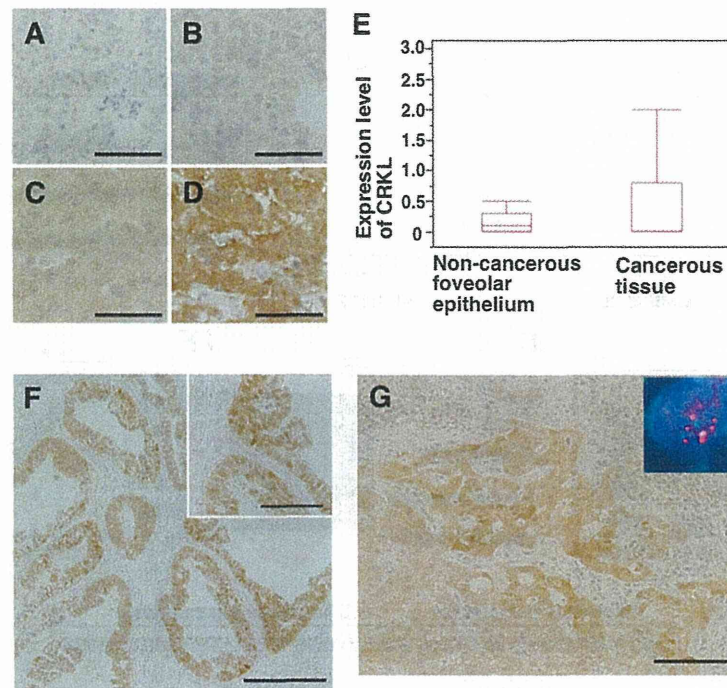 A
B
C
D
E
Expression level
of CRKL
3.0
2.5
2.0
1.5
1.0
0.5
0
Non-cancerous
foveolar
epithelium
Cancerous
tissue
F
G